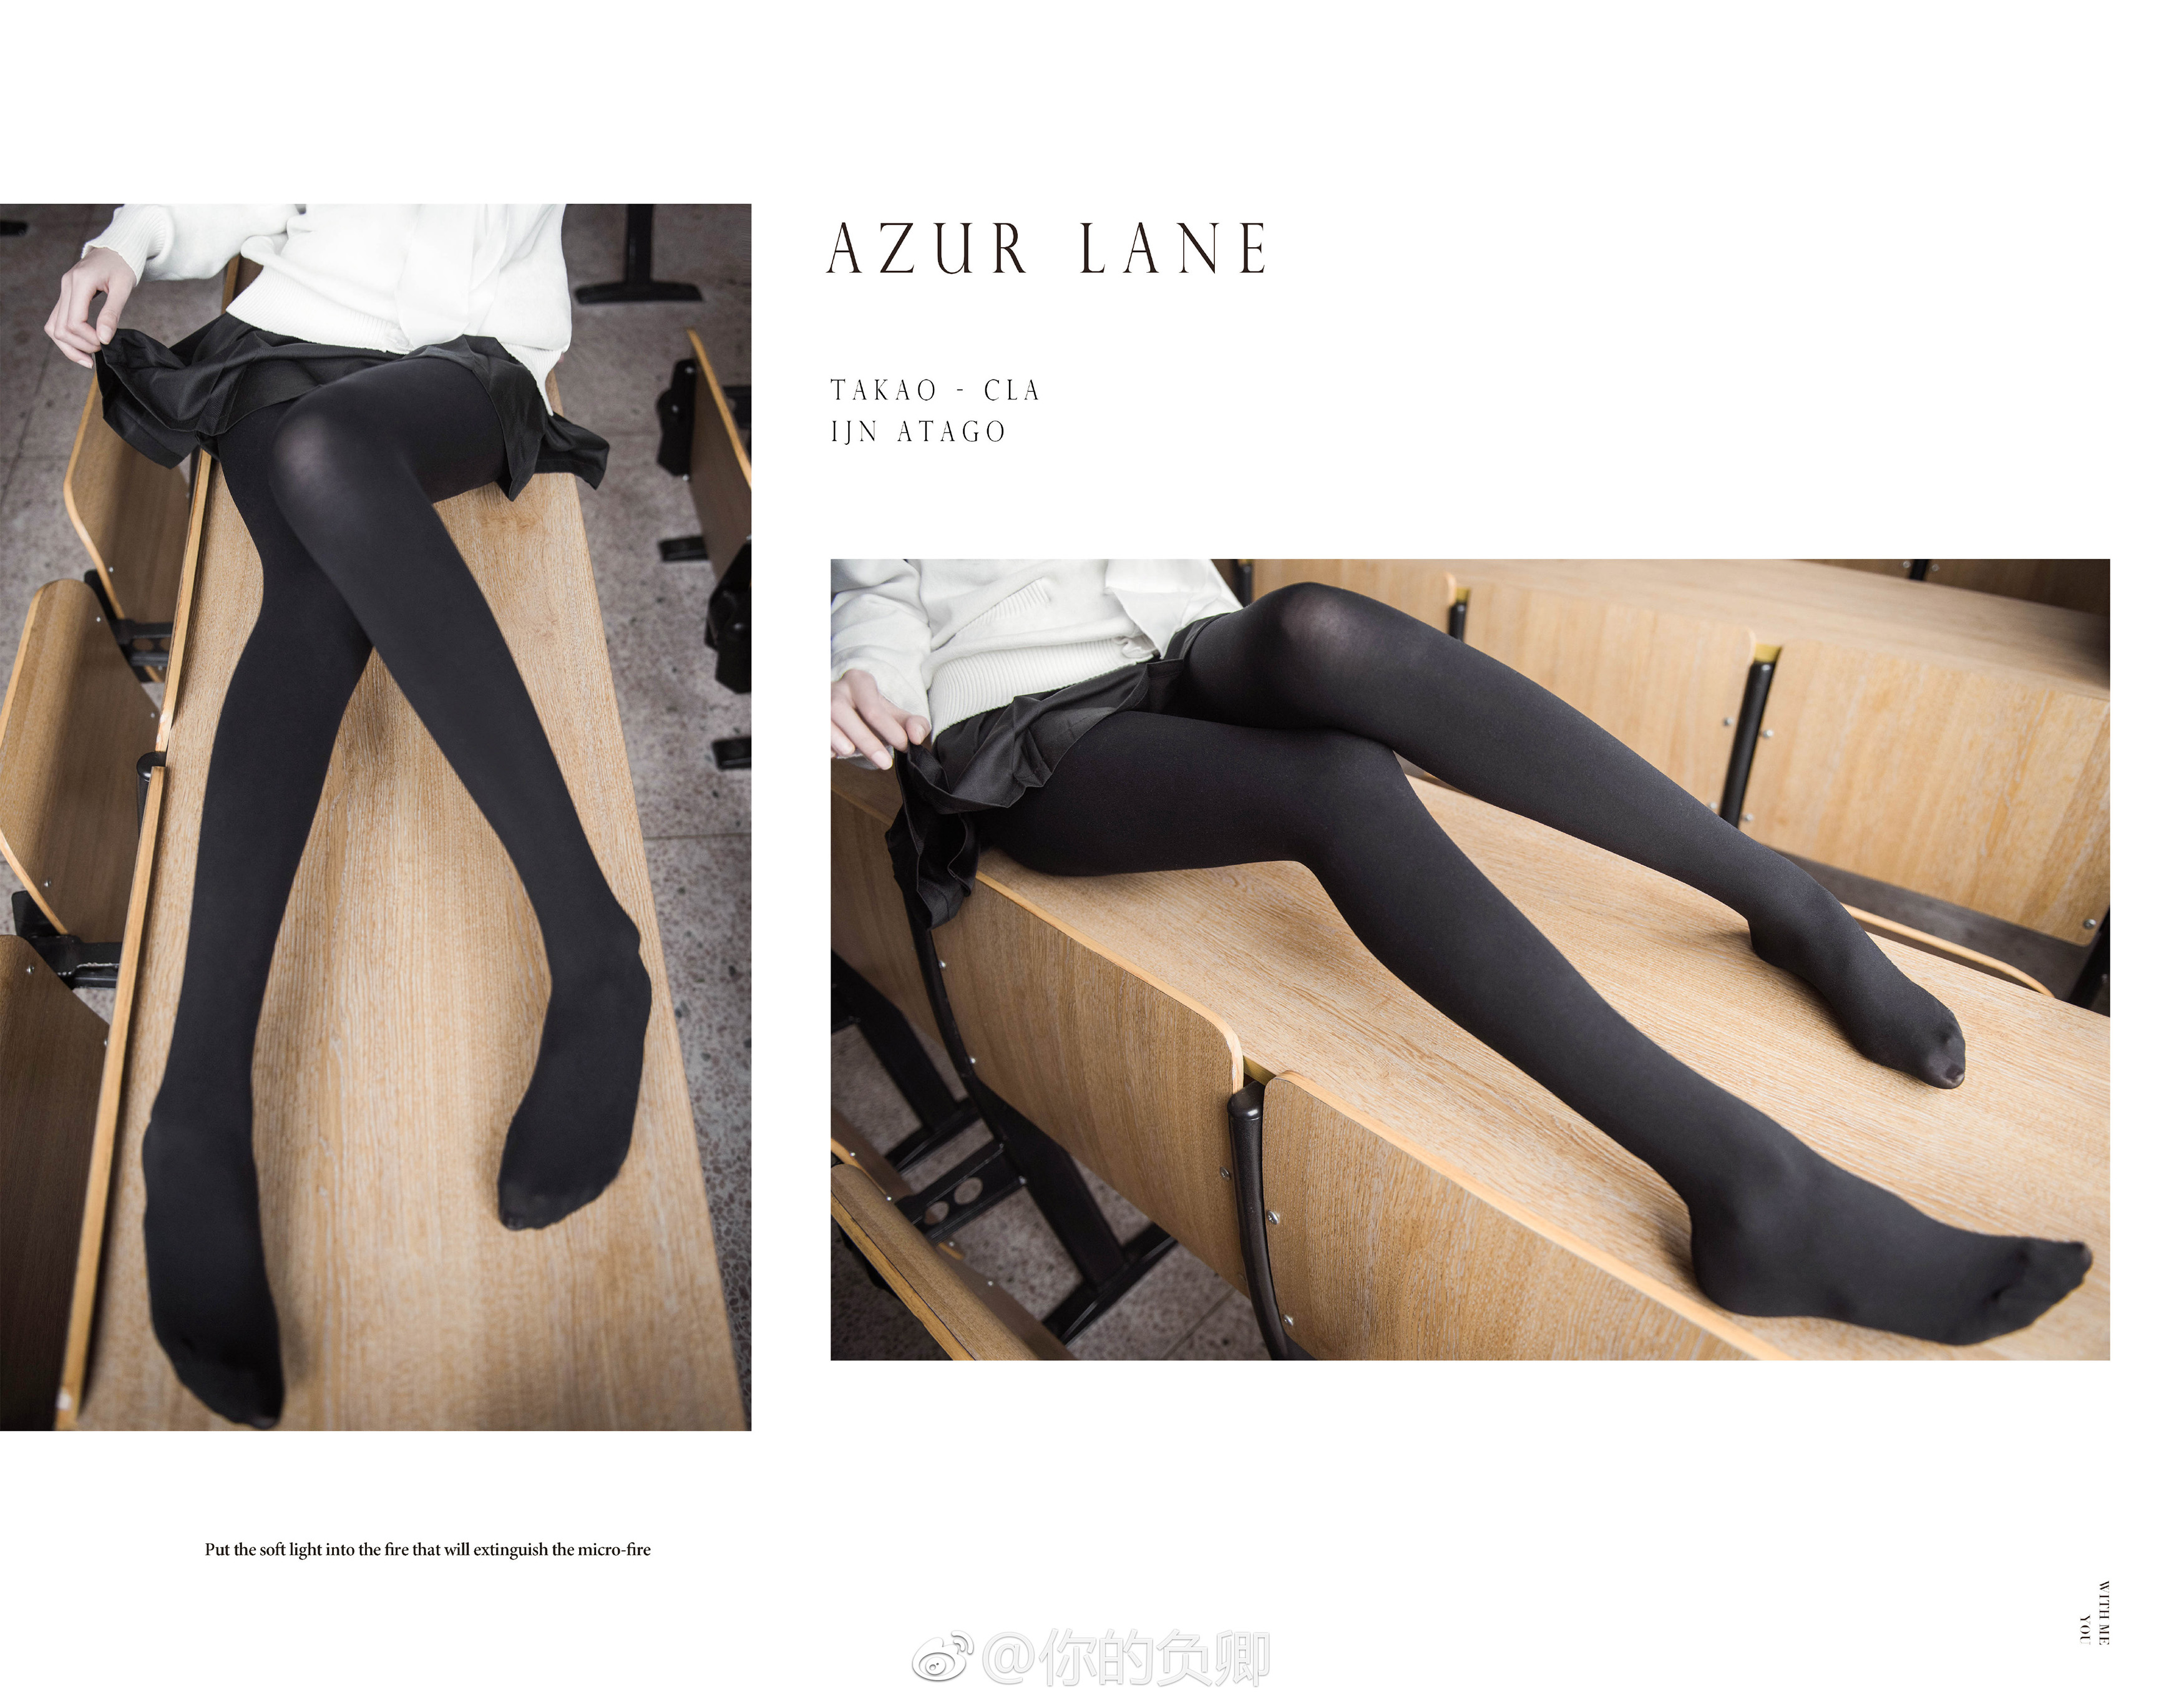 AZUR LANE
TAKAO - CLA
IJN ATAGO
Put the soft light into the fire that will extinguish the micro-fire
WITH ME
YOU
@你的负卿